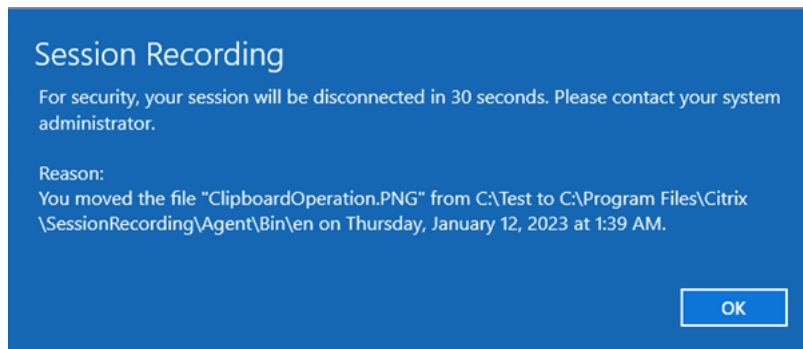 Session Recording
For security, your session will be disconnected in 30 seconds. Please contact your system
administrator.
Reason:
You moved the file "ClipboardOperation.PNG" from C:\Test to C:\Program Files\Citrix
\SessionRecording\Agent\Bin\en on Thursday, January 12, 2023 at 1:39 AM.
OK